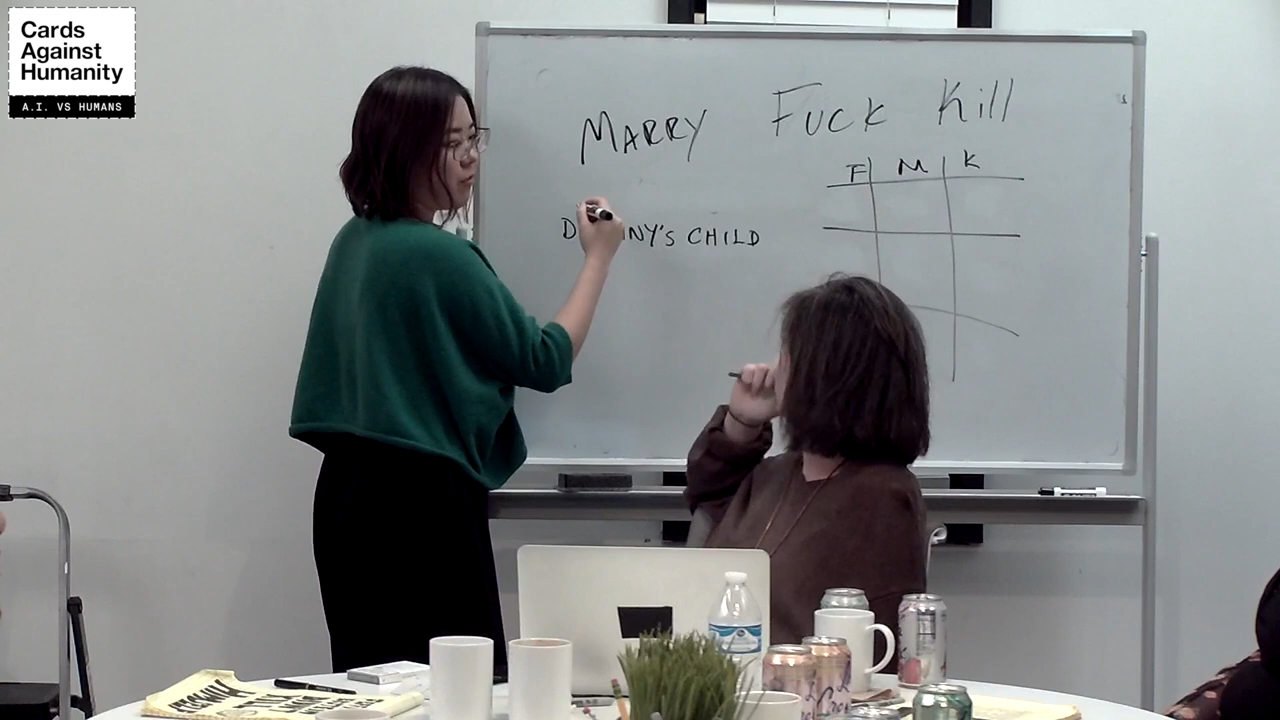 Cards
Against
Humanity
A.I. VS HUMANS
MARRY FUCK Kill
F M K
NY'S CHILD